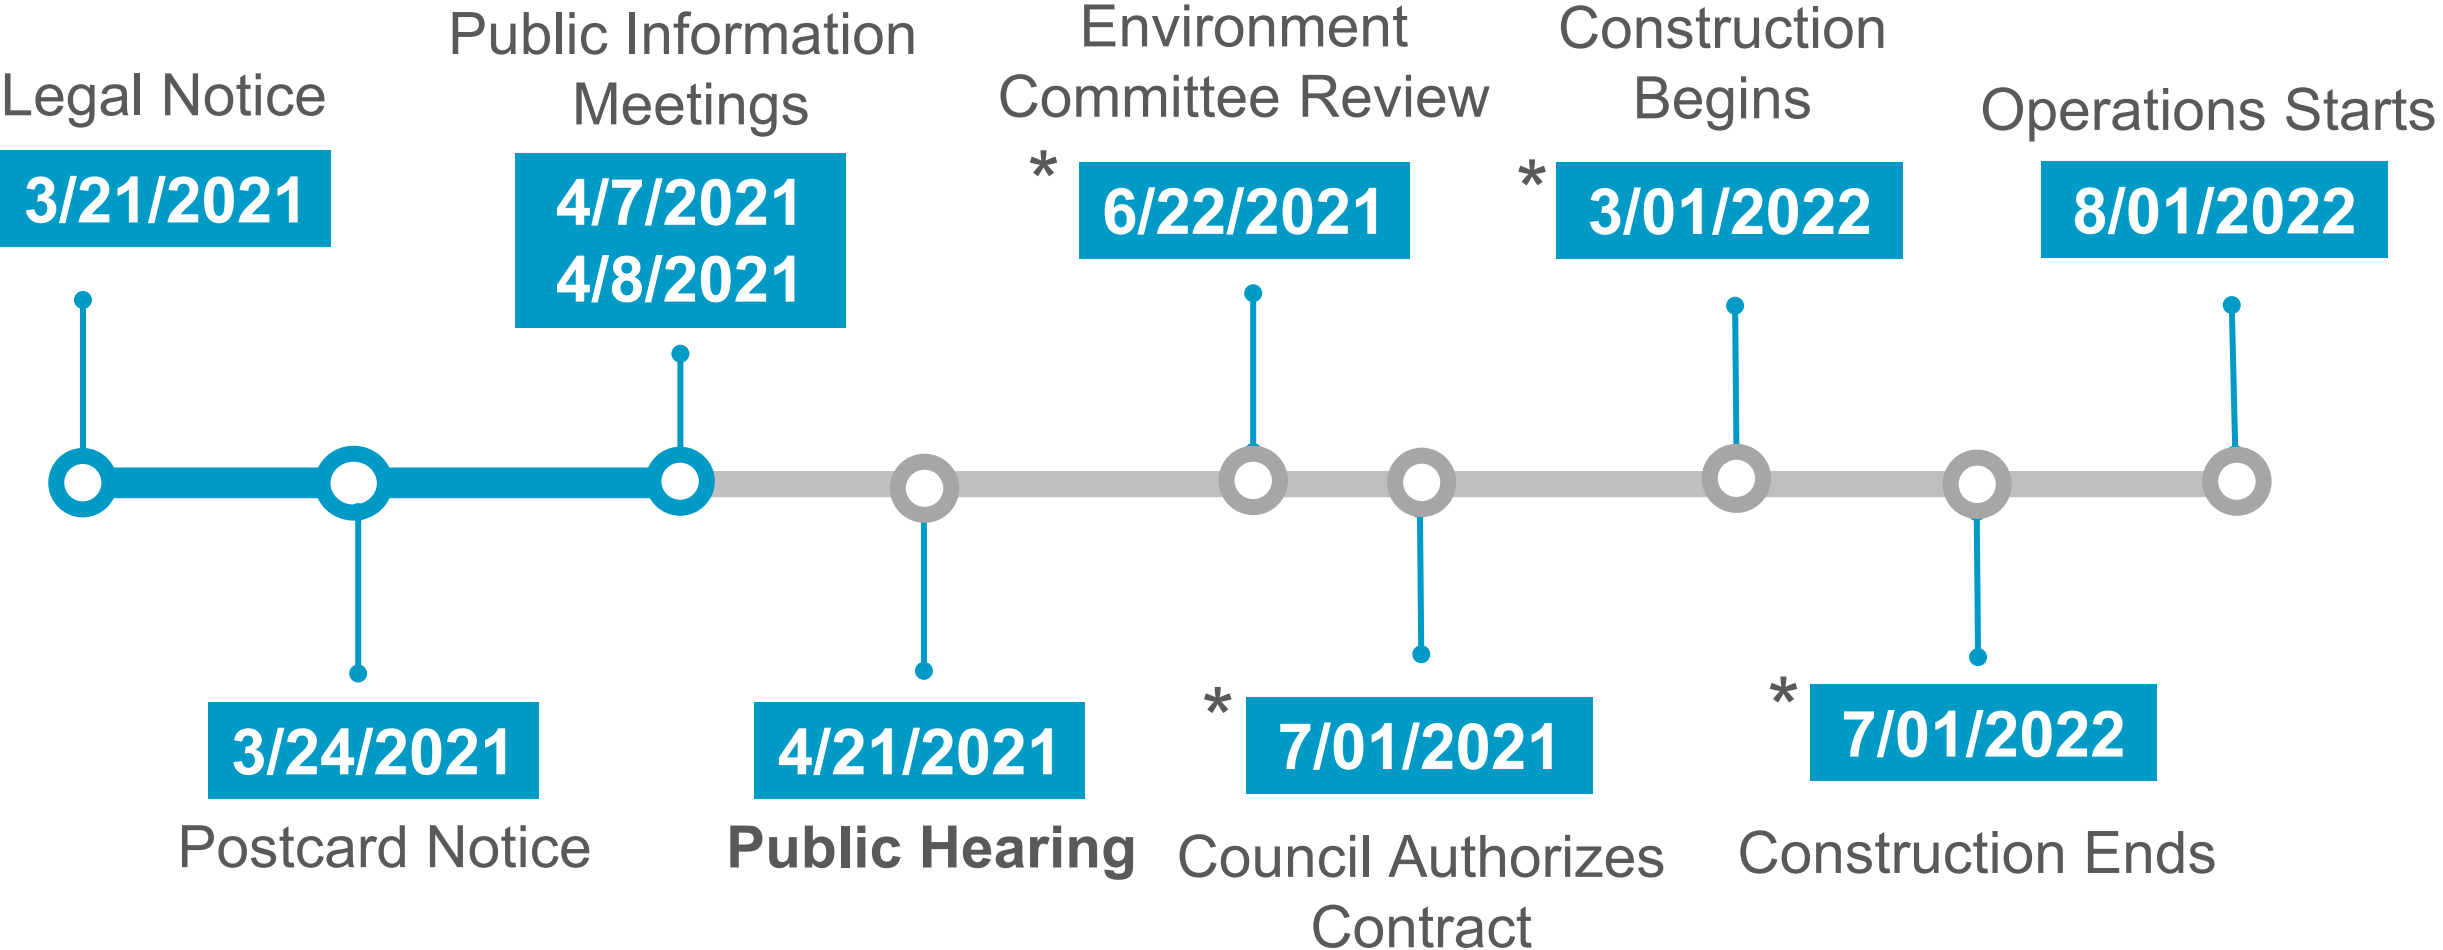 Legal Notice
3/21/2021
Public Information
Meetings
4/7/2021
4/8/2021
Environment
Committee Review
*
6/22/2021
Construction
Begins
*
3/01/2022
Operations Starts
8/01/2022
3/24/2021
Postcard Notice
4/21/2021
Public Hearing
*
7/01/2021
Council Authorizes
Contract
*
7/01/2022
Construction Ends